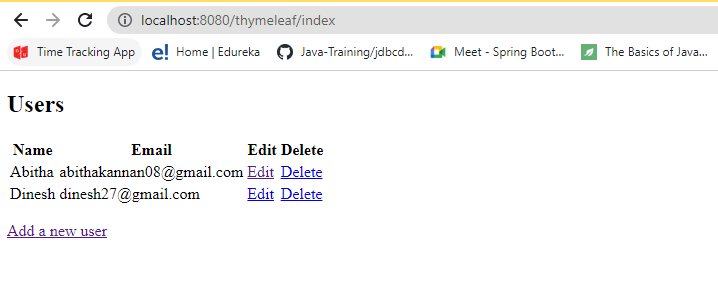 localhost:8080/thymeleaf/index
Time Tracking App e! Home | Edureka Java-Training/jdbcd... Meet - Spring Boot... The Basics of Java...
Users
Name Email Edit Delete
Abitha abithakannan08@gmail.com Edit Delete
Dinesh dinesh27@gmail.com Edit Delete
Add a new user